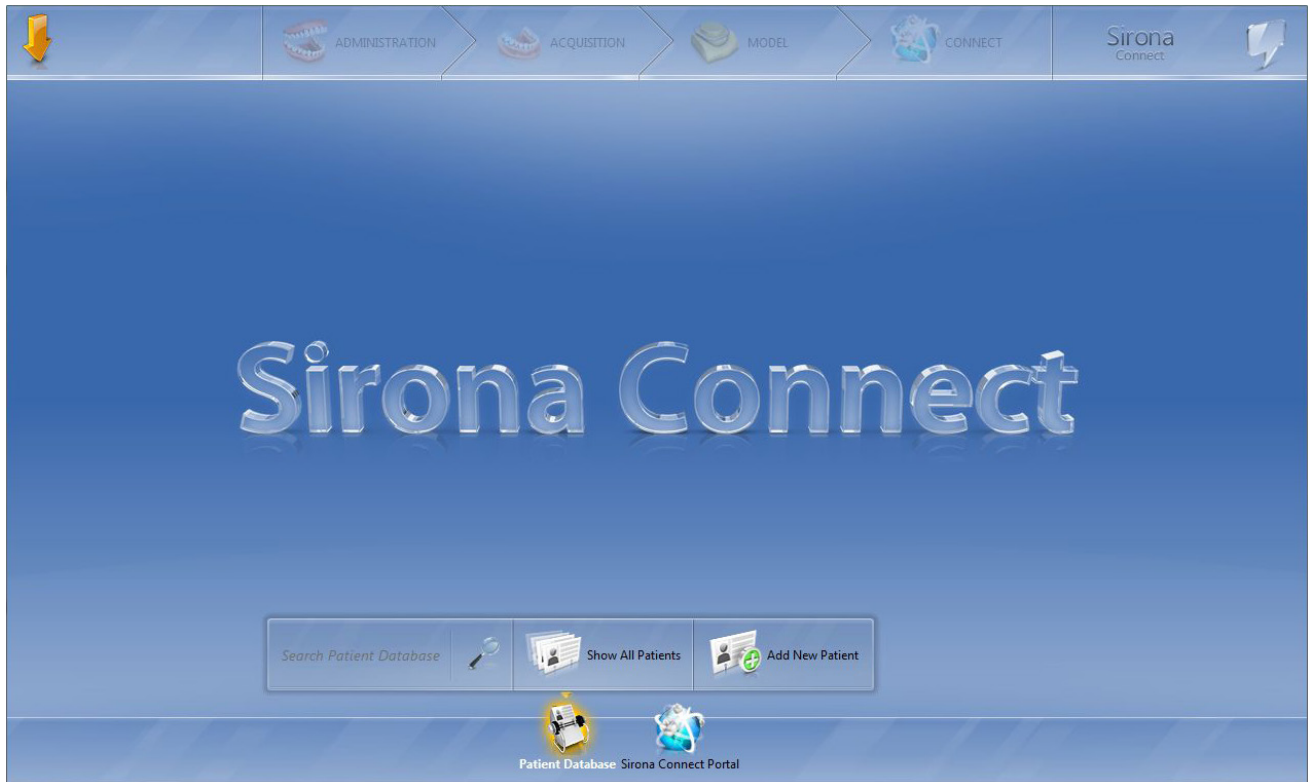 ADMINISTRATION
ACQUISITION
MODEL
CONNECT
Sirona
Connect
Sirona Connect
Search Patient Database
Show All Patients
Add New Patient
Patient Database
Sirona Connect Portal